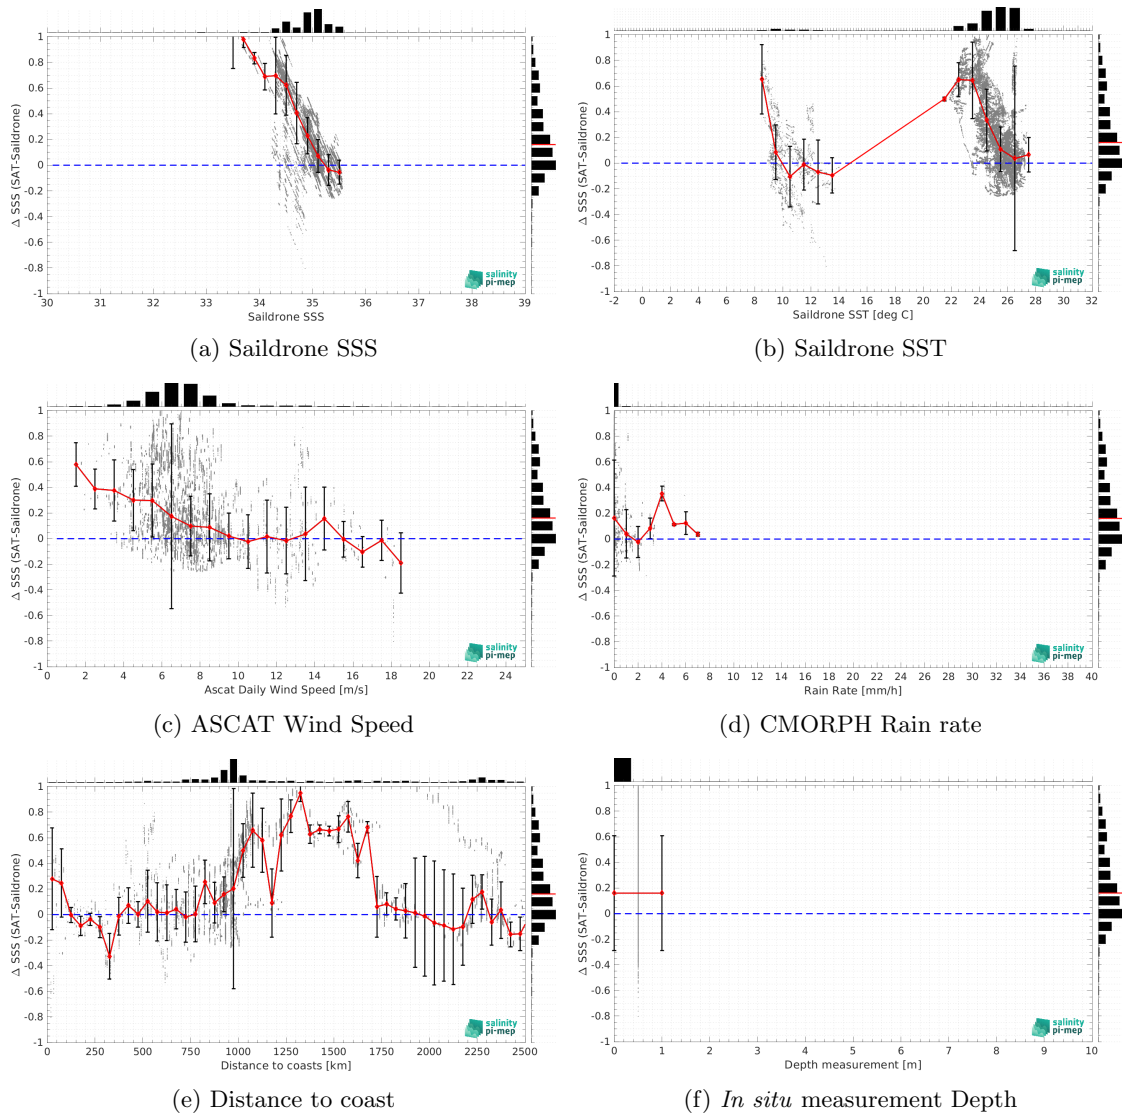 1
0.8
0.6
0.4
0.2
0
-0.2
-0.4
-0.6
-0.8
-1
Δ SSS (SAT-Saildrone)
30 31 32 33 34 35 36 37 38 39
Saildrone SSS
salinity
pi-mep
(a) Saildrone SSS
1
0.8
0.6
0.4
0.2
0
-0.2
-0.4
-0.6
-0.8
-1
Δ SSS (SAT-Saildrone)
-2 0 2 4 6 8 10 12 14 16 18 20 22 24 26 28 30 32
Saildrone SST [deg C]
salinity
pi-mep
(b) Saildrone SST
1
0.8
0.6
0.4
0.2
0
-0.2
-0.4
-0.6
-0.8
-1
Δ SSS (SAT-Saildrone)
0 2 4 6 8 10 12 14 16 18 20 22 24
Ascat Daily Wind Speed [m/s]
salinity
pi-mep
(c) ASCAT Wind Speed
1
0.8
0.6
0.4
0.2
0
-0.2
-0.4
-0.6
-0.8
-1
Δ SSS (SAT-Saildrone)
0 2 4 6 8 10 12 14 16 18 20 22 24 26 28 30 32 34 36 38 40
Rain Rate [mm/h]
salinity
pi-mep
(d) CMORPH Rain rate
1
0.8
0.6
0.4
0.2
0
-0.2
-0.4
-0.6
-0.8
-1
Δ SSS (SAT-Saildrone)
0 250 500 750 1000 1250 1500 1750 2000 2250 2500
Distance to coasts [km]
salinity
pi-mep
(e) Distance to coast
1
0.8
0.6
0.4
0.2
0
-0.2
-0.4
-0.6
-0.8
-1
Δ SSS (SAT-Saildrone)
0 1 2 3 4 5 6 7 8 9 10
Depth measurement [m]
salinity
pi-mep
(f) In situ measurement Depth